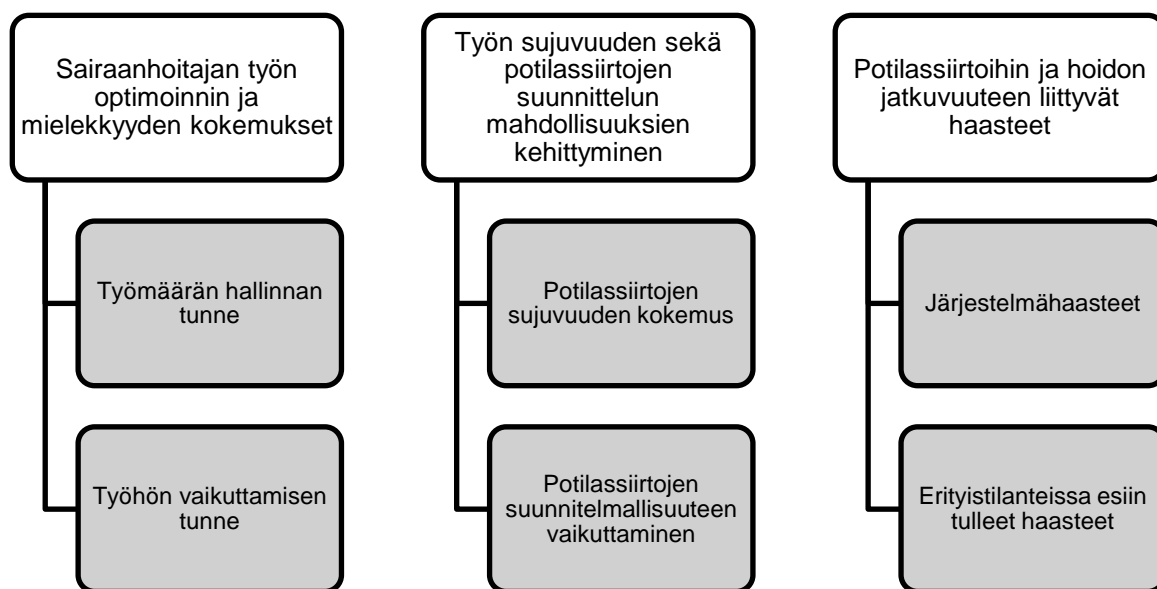 Sairaanhoitajan työn
optimoinnin ja
mielekkyyden kokemukset
Työmäärän hallinnan
tunne
Työhön vaikuttamisen
tunne
Työn sujuvuuden sekä
potilassiirtojen
suunnittelun
mahdollisuuksien
kehittyminen
Potilassiirtojen
sujuvuuden kokemus
Potilassiirtojen
suunnitelmallisuuteen
vaikuttaminen
Potilassiirtoihin ja hoidon
jatkuvuuteen liittyvät
haasteet
Järjestelmähaasteet
Erityistilanteissa esiin
tulleet haasteet